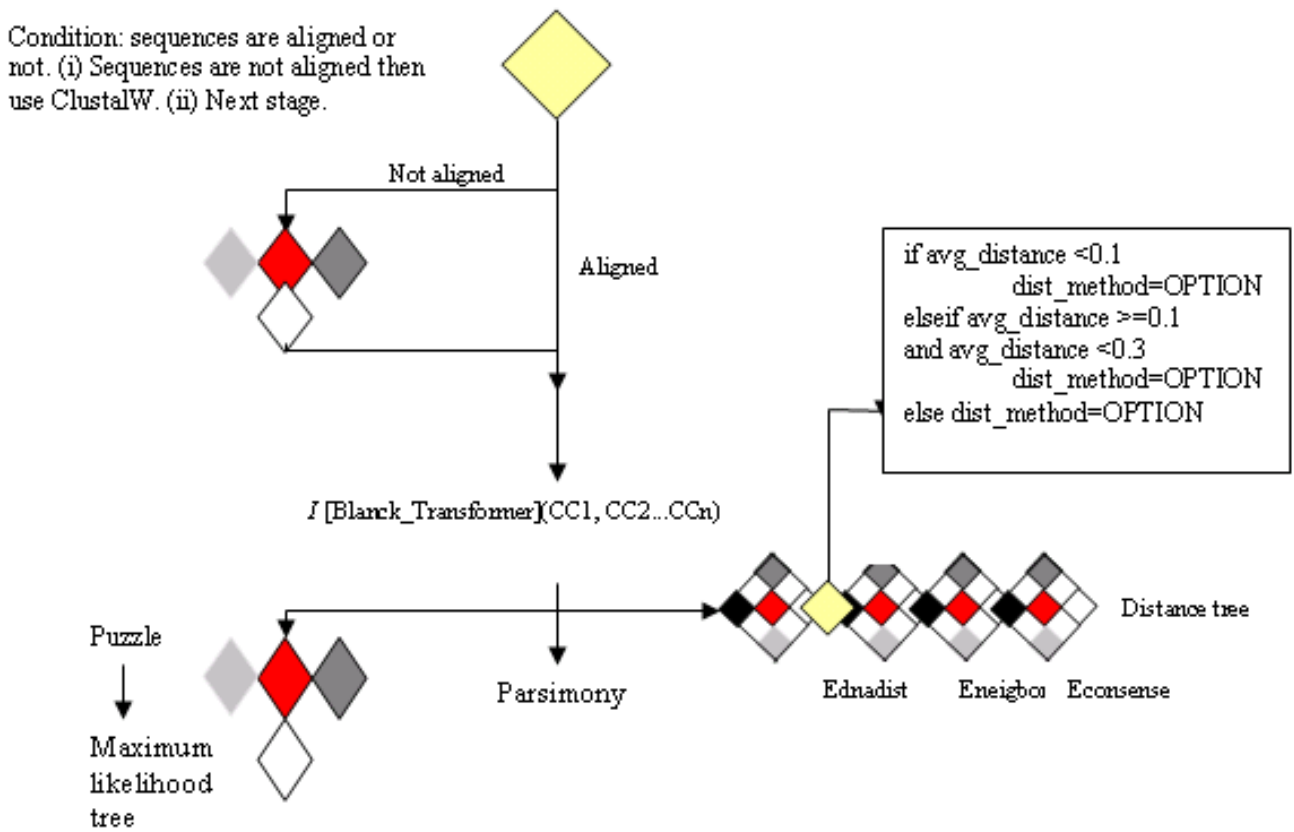 Condition: sequences are aligned or
not. (i) Sequences are not aligned then
use ClustalW. (ii) Next stage.
Not aligned
Aligned
if avg_distance <0.1
dist_method=OPTION
elseif avg_distance >=0.1
and avg_distance <0.3
dist_method=OPTION
else dist_method=OPTION
I [Blanck_Transformer](CC1, CC2...CCn)
Distance tree
Puzzle
Parsimony
Ednadist
Eneigboi
Econsense
Maximum
likelihood
tree